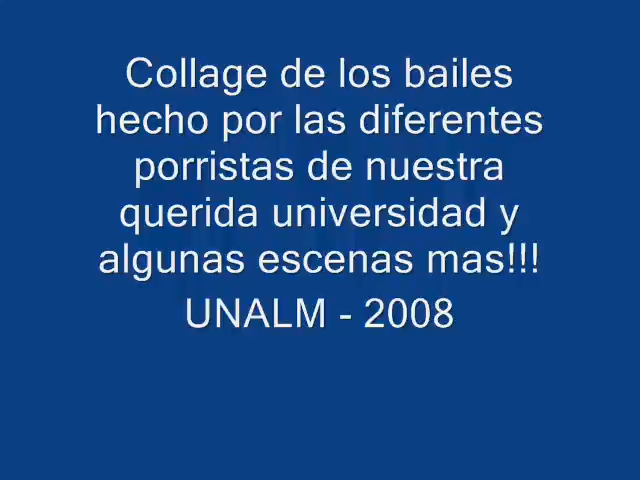 Collage de los bailes
hecho por las diferentes
porristas de nuestra
querida universidad y
algunas escenas mas!!!
UNALM - 2008